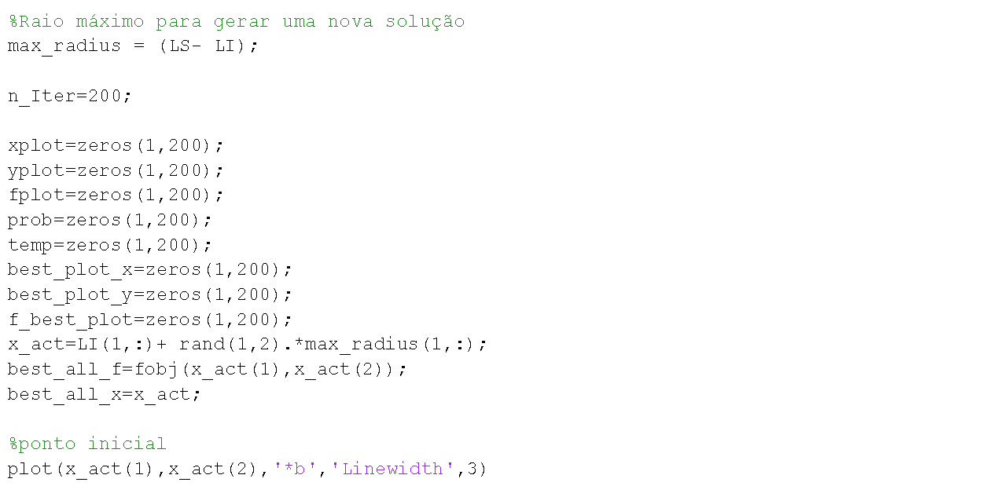 %Raio máximo para gerar uma nova solução
max_radius = (LS- LI);
n_Iter=200;
xplot=zeros(1,200);
yplot=zeros(1,200);
fplot=zeros(1,200);
prob=zeros(1,200);
temp=zeros(1,200);
best_plot_x=zeros(1,200);
best_plot_y=zeros(1,200);
f_best_plot=zeros(1,200);
x_act=LI(1,:)+ rand(1,2).*max_radius(1,:);
best_all_f=fobj(x_act(1),x_act(2));
best_all_x=x_act;
%ponto inicial
plot(x_act(1),x_act(2),'*b','Linewidth',3)